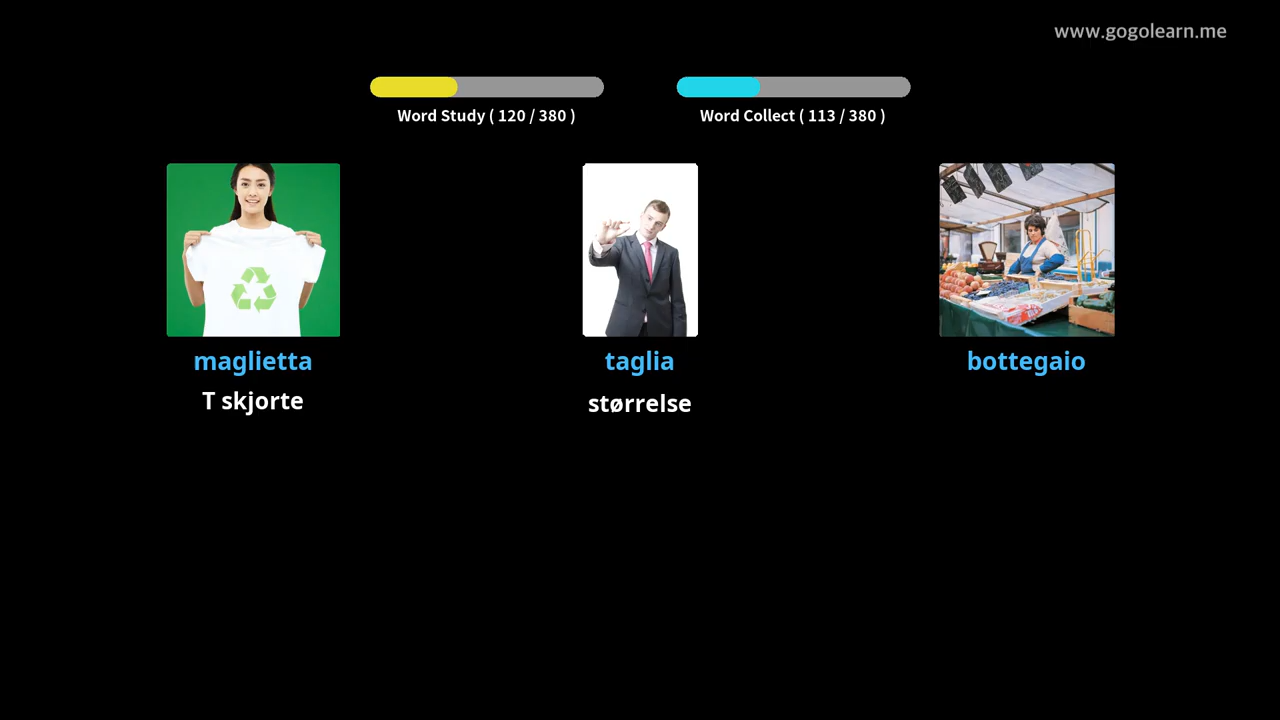 www.gogolearn.me
Word Study ( 120 / 380 )
Word Collect ( 113 / 380 )
maglietta
taglia
bottegaio
T skjorte
størrelse